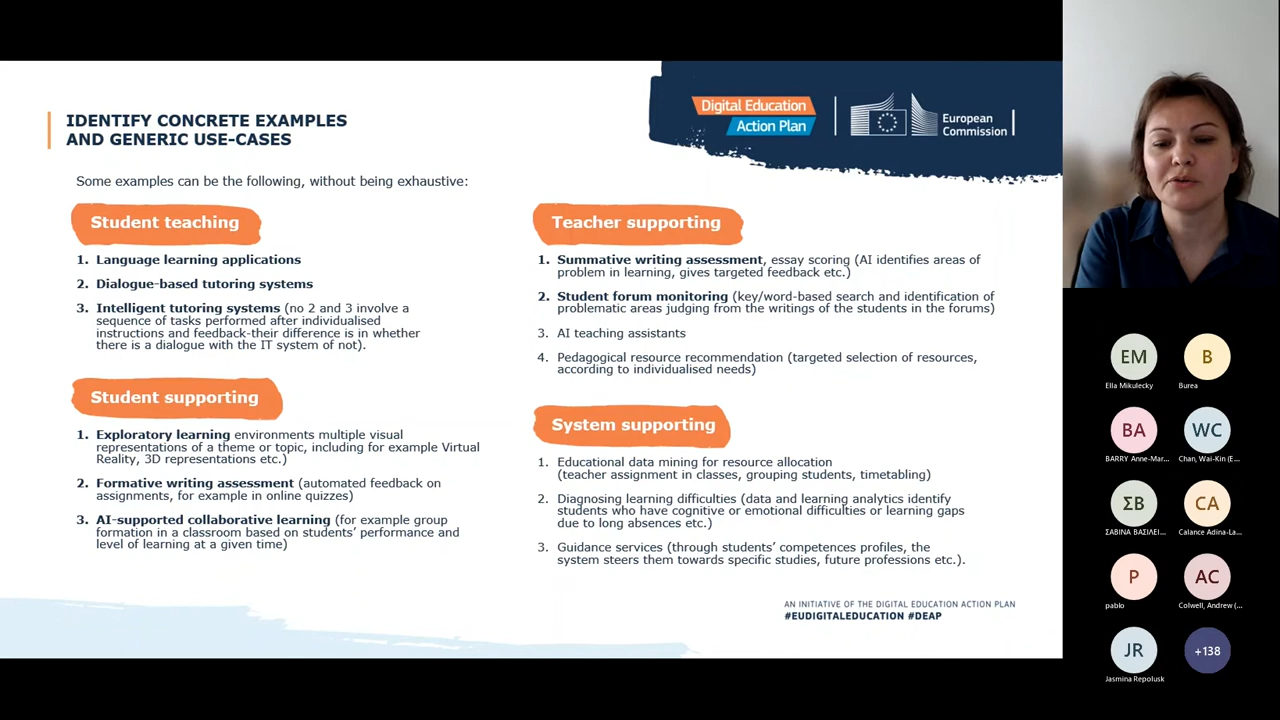 IDENTIFY CONCRETE EXAMPLES
AND GENERIC USE-CASES
Digital Education
Action Plan
European
Commission
Some examples can be the following, without being exhaustive:
Student teaching
1. Language learning applications
2. Dialogue-based tutoring systems
3. Intelligent tutoring systems (no 2 and 3 involve a
sequence of tasks performed after individualised
instructions and feedback-their difference is in whether
there is a dialogue with the IT system of not).
Student supporting
1. Exploratory learning environments multiple visual
representations of a theme or topic, including for example Virtual
Reality, 3D representations etc.)
2. Formative writing assessment (automated feedback on
assignments, for example in online quizzes)
3. AI-supported collaborative learning (for example group
formation in a classroom based on students’ performance and
level of learning at a given time)
Teacher supporting
1. Summative writing assessment, essay scoring (AI identifies areas of
problem in learning, gives targeted feedback etc.)
2. Student forum monitoring (key/word-based search and identification of
problematic areas judging from the writings of the students in the forums)
3. AI teaching assistants
4. Pedagogical resource recommendation (targeted selection of resources,
according to individualised needs)
System supporting
1. Educational data mining for resource allocation
(teacher assignment in classes, grouping students, timetabling)
2. Diagnosing learning difficulties (data and learning analytics identify
students who have cognitive or emotional difficulties or learning gaps
due to long absences etc.)
3. Guidance services (through students’ competences profiles, the
system steers them towards specific studies, future professions etc.).
AN INITIATIVE OF THE DIGITAL EDUCATION ACTION PLAN
#EUDIGITALEDUCATION #DEAP
EM
Ella Mikulecky
B
Burea
BA
BARRY Anne-Mar...
WC
Chan, Wai-Kin (E...
ΣΒ
ΣΑΒΙΝΑ ΒΑΣΙΛΕΙ...
CA
Calance Adina-La...
P
pablo
AC
Colwell, Andrew (...
JR
Jasmina Repolusk
+138